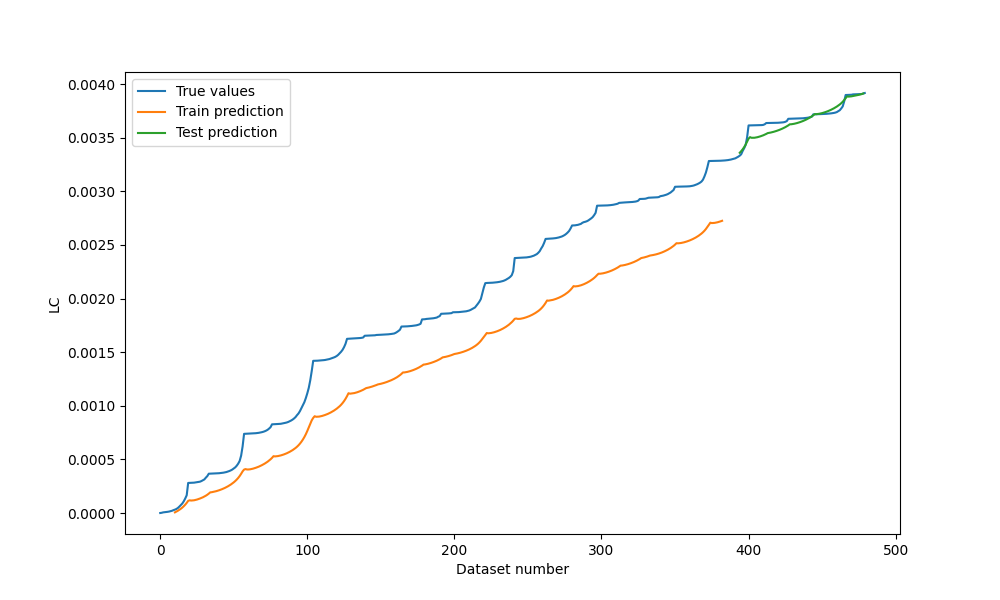 True values
Train prediction
Test prediction
0.0040
0.0035
0.0030
0.0025
0.0020
0.0015
0.0010
0.0005
0.0000
LC
0 100 200 300 400 500
Dataset number